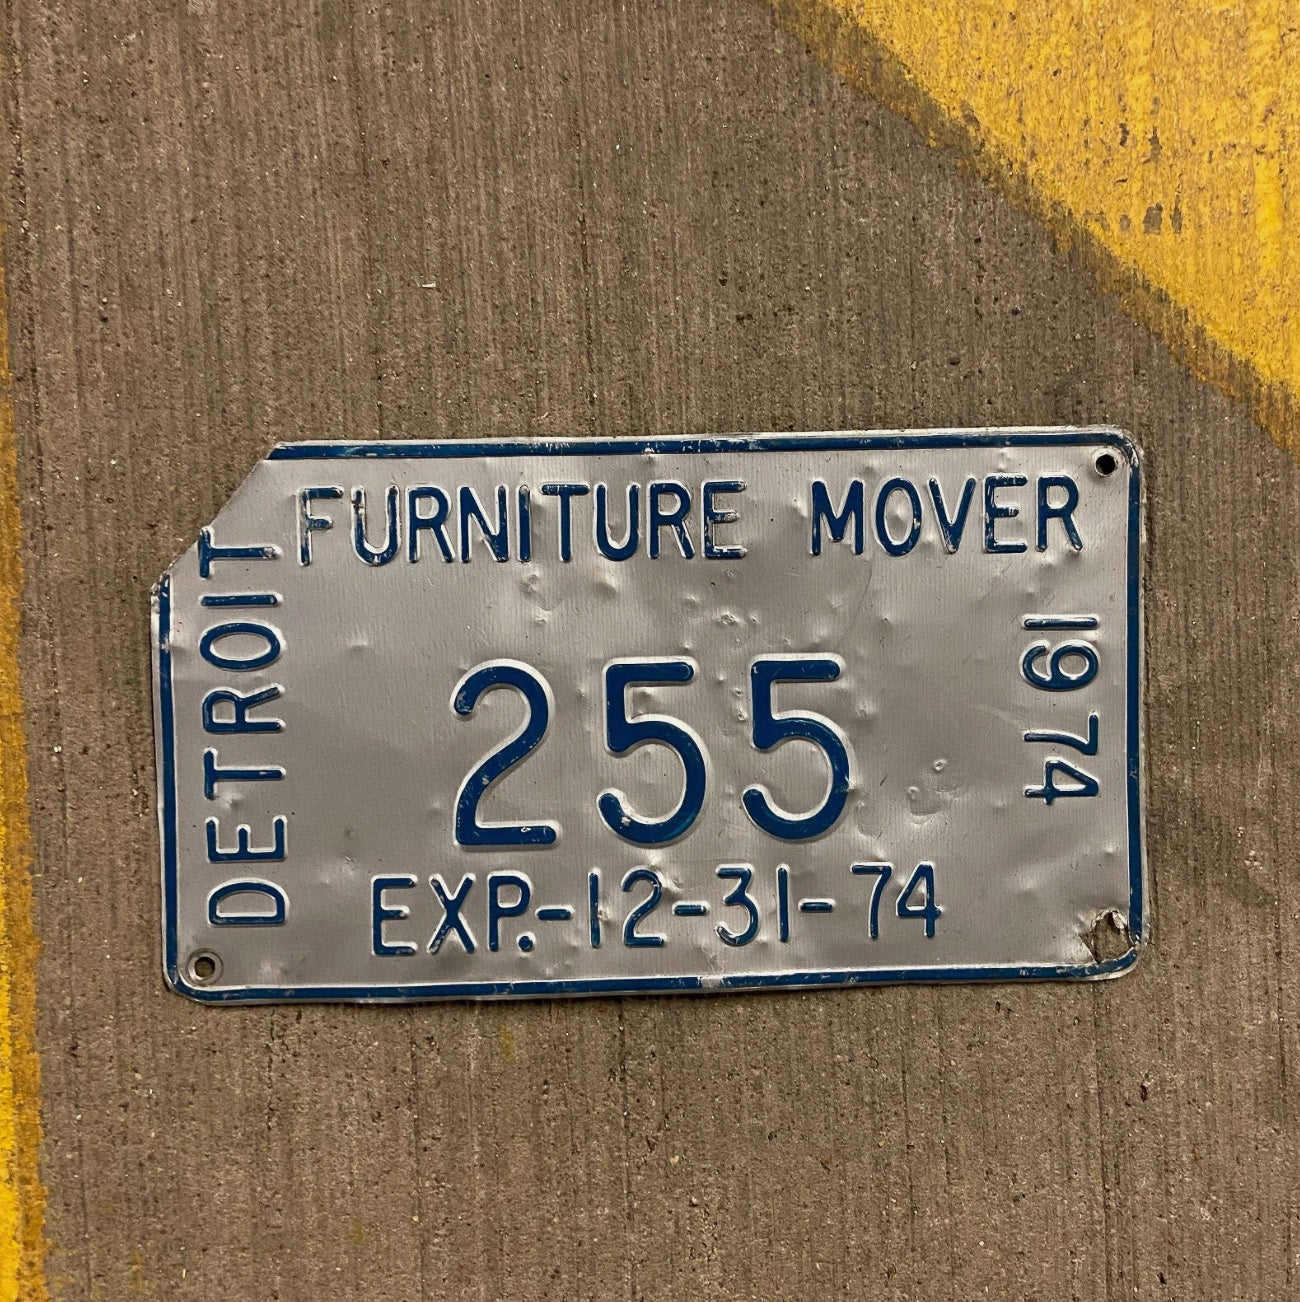 FURNITURE MOVER
DETROIT
255
1974
EXP.-12-31-74